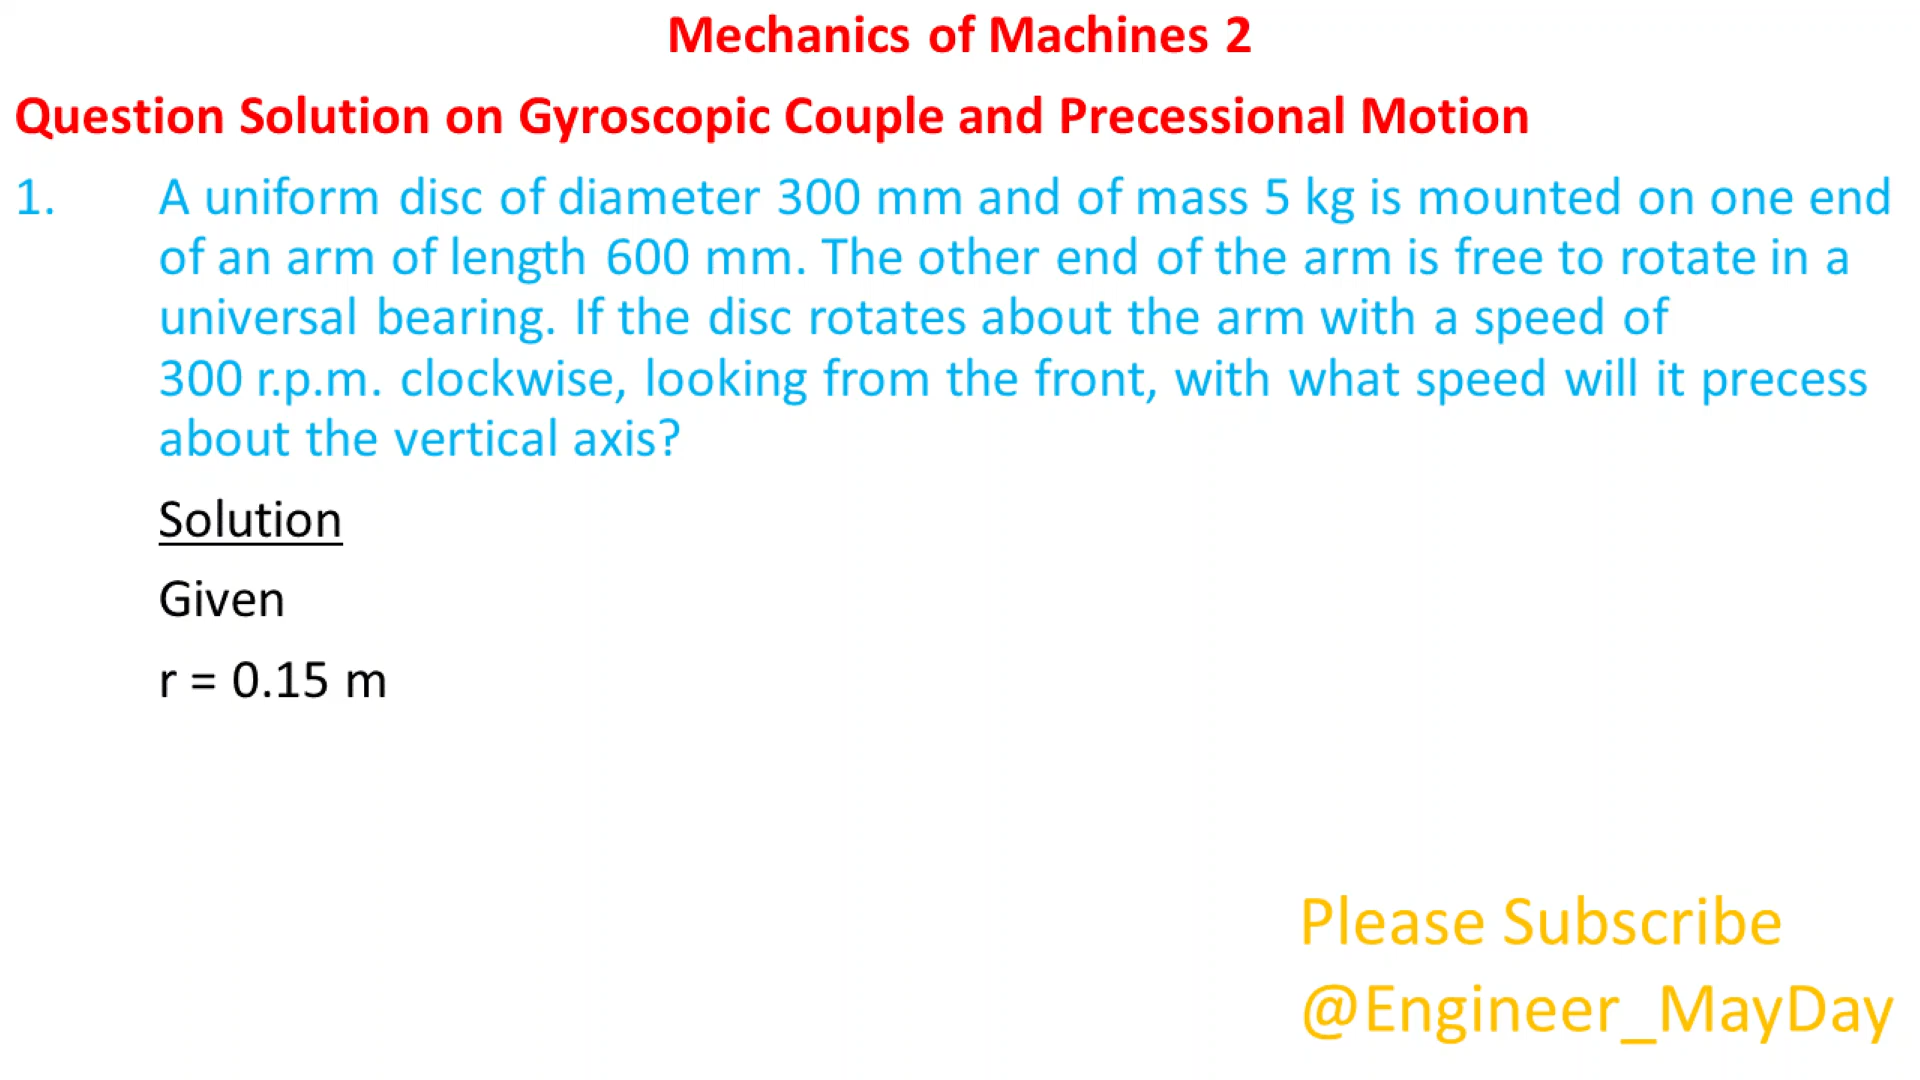 Mechanics of Machines 2
Question Solution on Gyroscopic Couple and Precessional Motion
1. A uniform disc of diameter 300 mm and of mass 5 kg is mounted on one end
of an arm of length 600 mm. The other end of the arm is free to rotate in a
universal bearing. If the disc rotates about the arm with a speed of
300 r.p.m. clockwise, looking from the front, with what speed will it precess
about the vertical axis?
Solution
Given
r = 0.15 m
Please Subscribe
@Engineer_MayDay